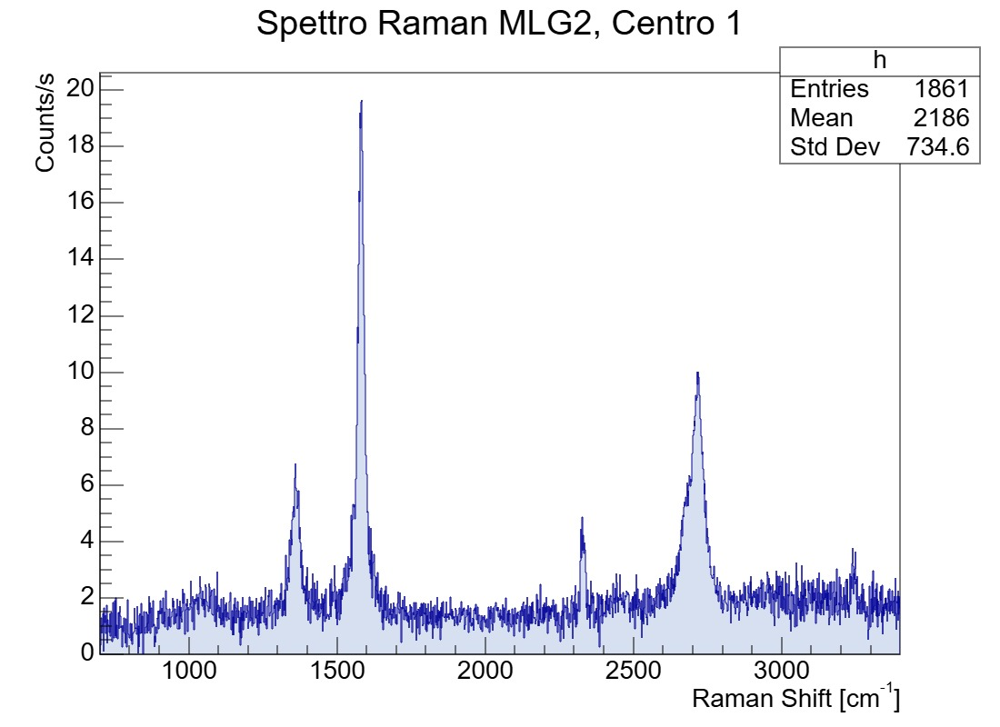 Spettro Raman MLG2, Centro 1
h
Entries 1861
Mean 2186
Std Dev 734.6
Counts/s
20
18
16
14
12
10
8
6
4
2
0
1000 1500 2000 2500 3000
Raman Shift [cm⁻¹]